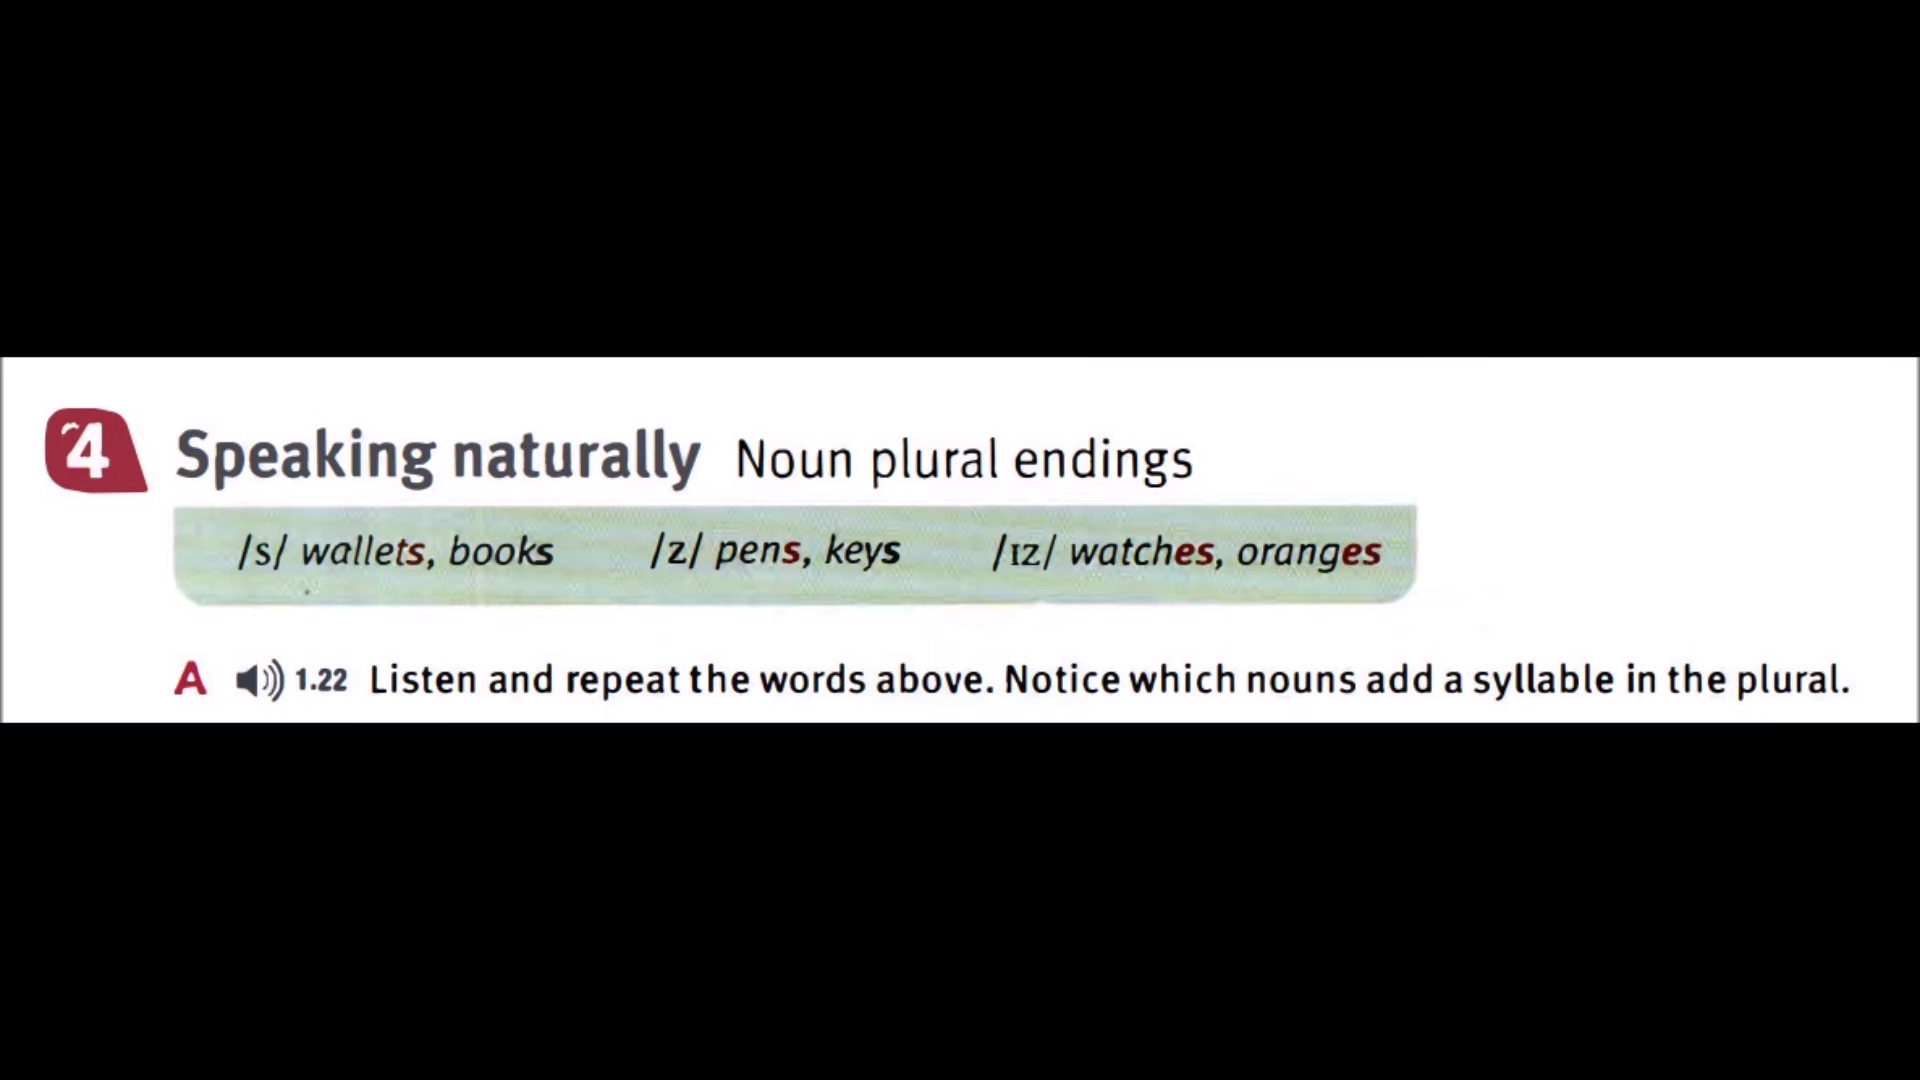 4 Speaking naturally Noun plural endings
/s/ wallets, books /z/ pens, keys /ɪz/ watches, oranges
A 1.22 Listen and repeat the words above. Notice which nouns add a syllable in the plural.